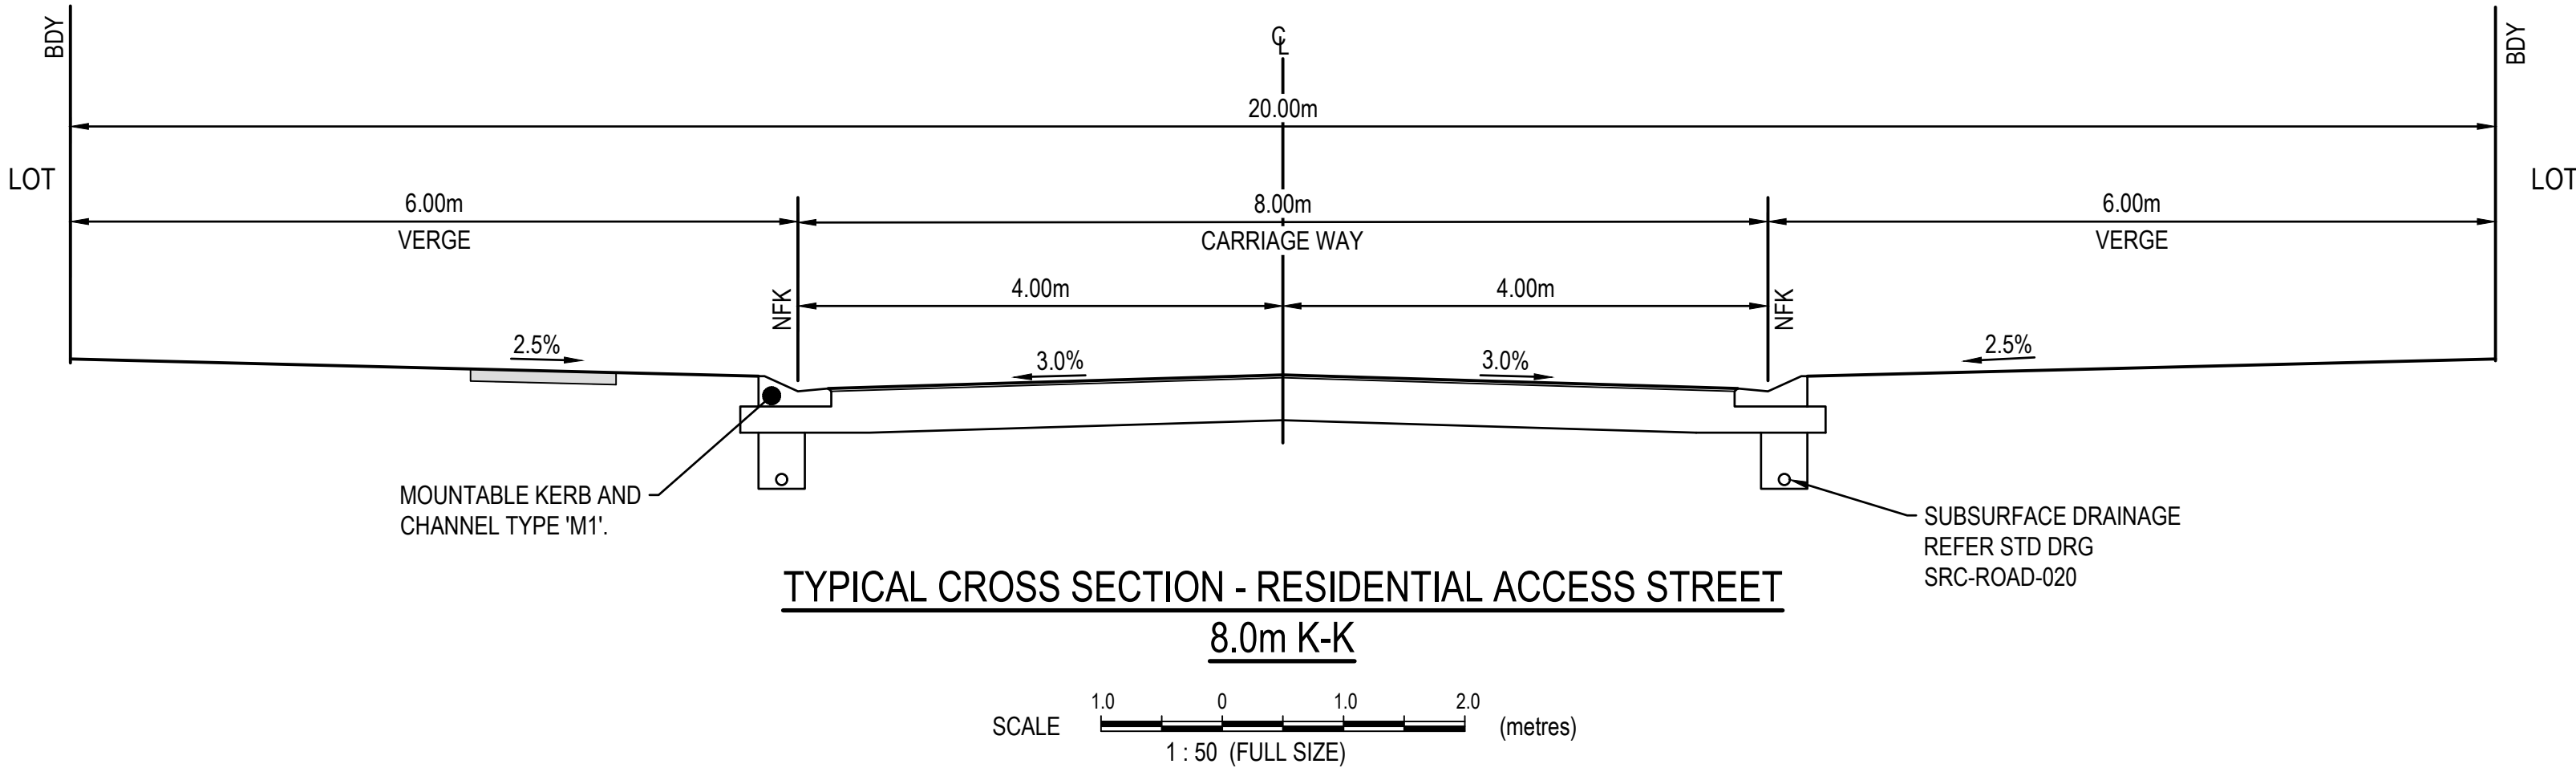 BDY
℄
BDY
20.00m
LOT
LOT
6.00m
8.00m
6.00m
VERGE
CARRIAGE WAY
VERGE
NFK
4.00m
4.00m
NFK
2.5%
3.0%
3.0%
2.5%
MOUNTABLE KERB AND
CHANNEL TYPE 'M1'.
SUBSURFACE DRAINAGE
REFER STD DRG
SRC-ROAD-020
TYPICAL CROSS SECTION - RESIDENTIAL ACCESS STREET
8.0m K-K
1.0 0 1.0 2.0
SCALE (metres)
1 : 50 (FULL SIZE)